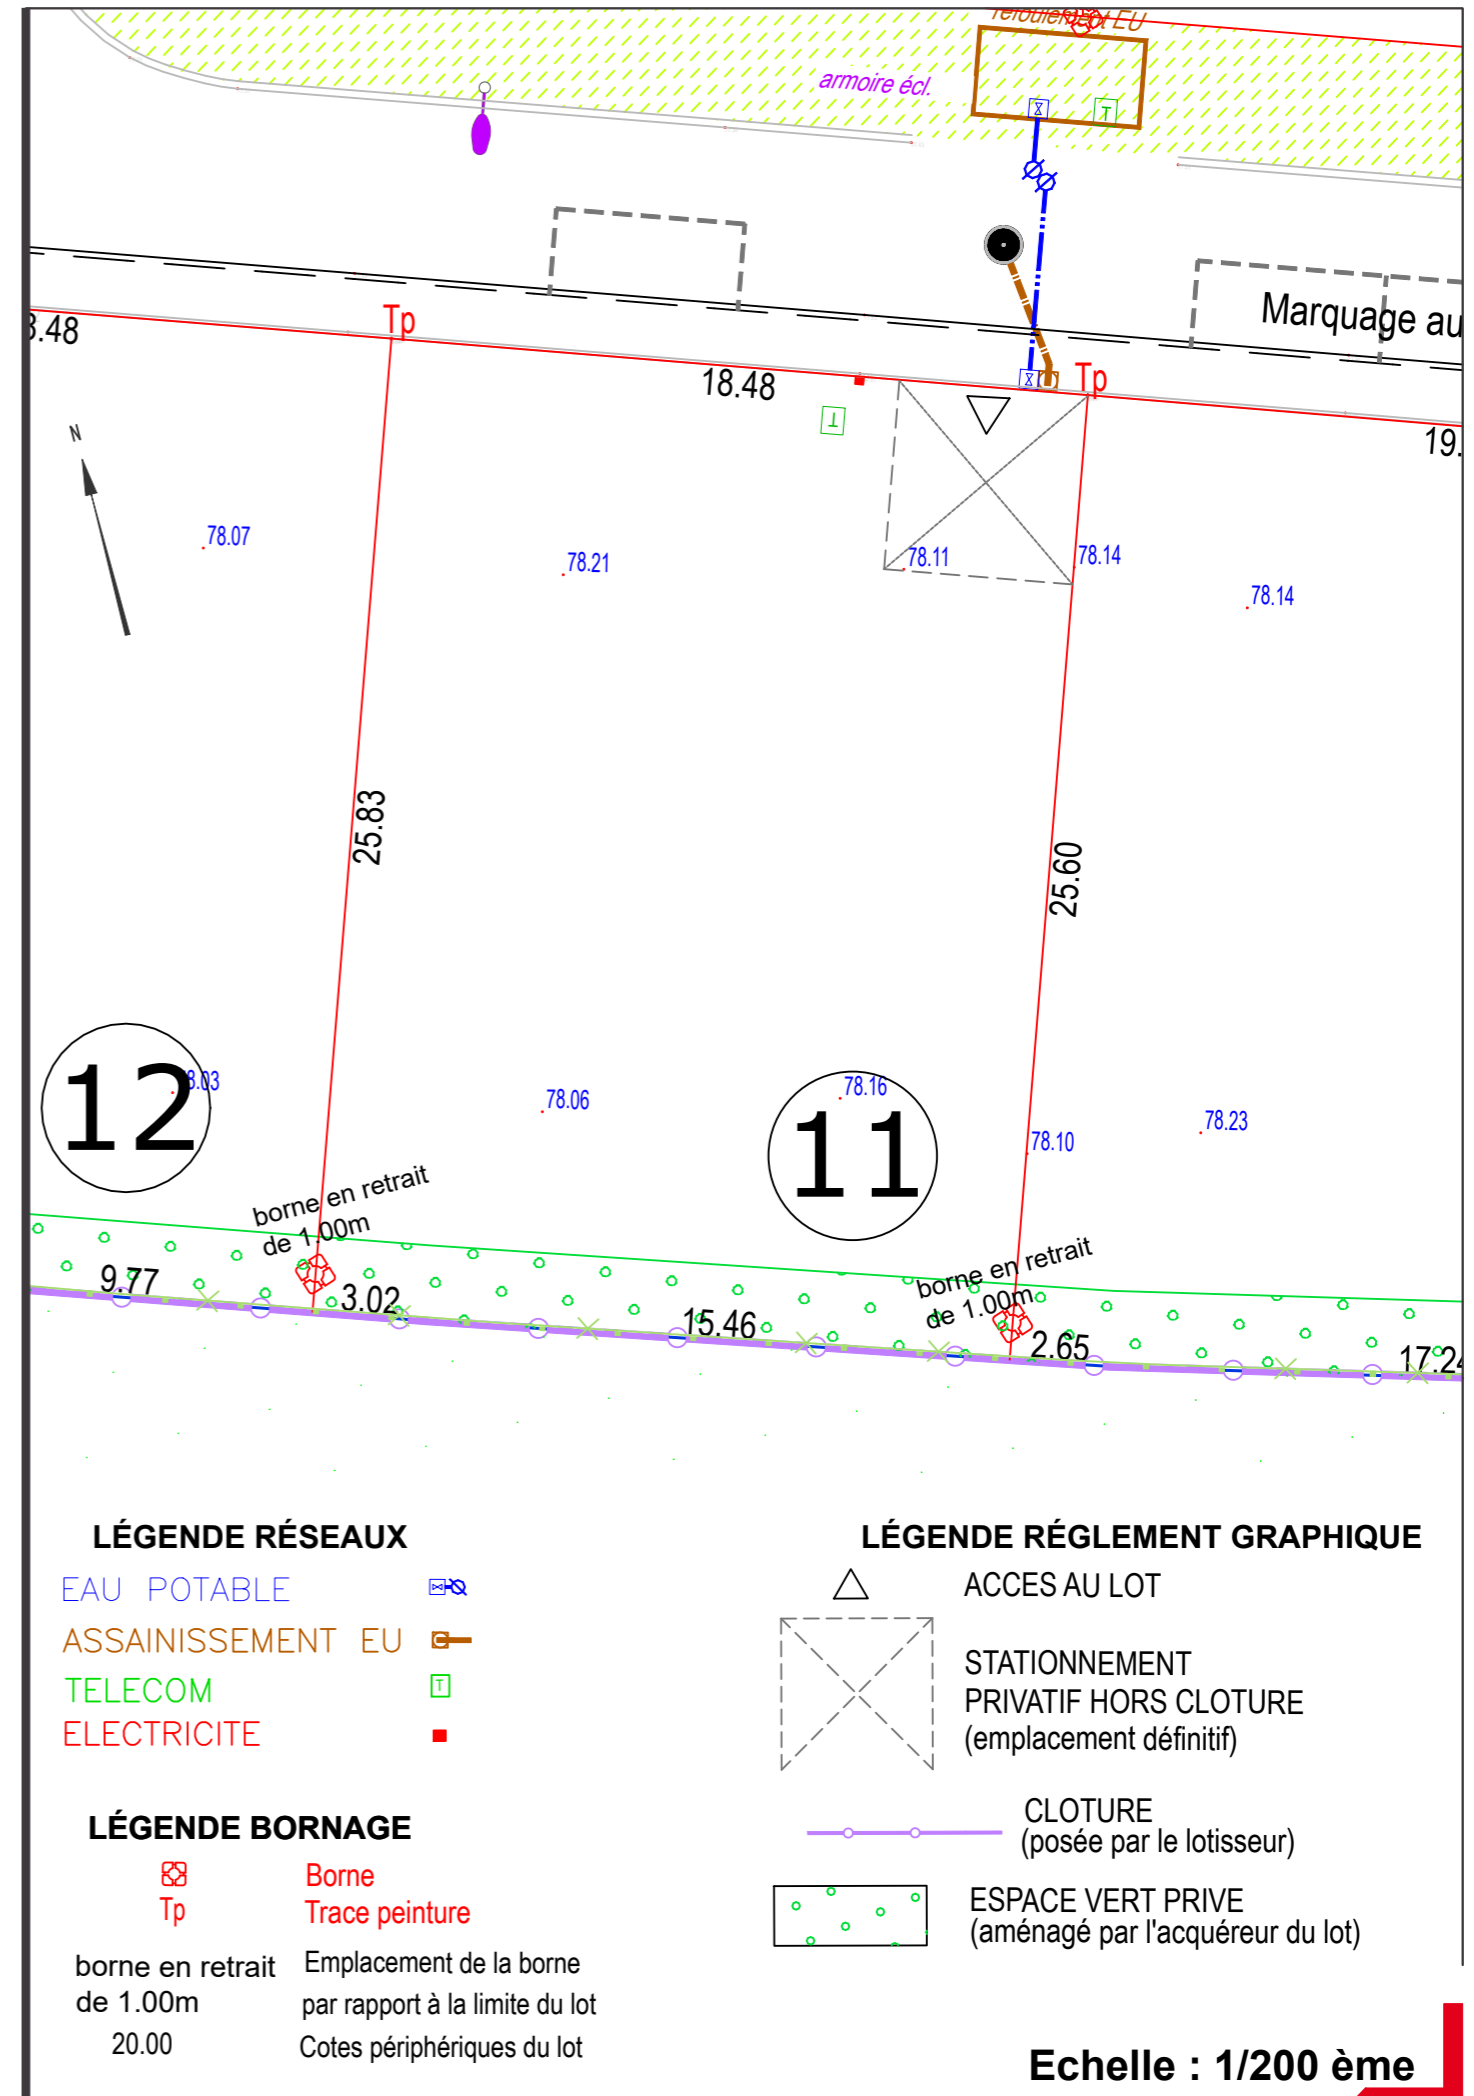 refoulement EU
armoire écl.
Marquage au
Tp
Tp
18.48
19.
N
78.07
78.21
78.11
78.14
78.14
25.83
25.60
12
78.06
11
78.16
78.10
78.23
borne en retrait
de 1.00m
borne en retrait
de 1.00m
9.77
3.02
15.46
2.65
17.24
LÉGENDE RÉSEAUX
EAU POTABLE
ASSAINISSEMENT EU
TELECOM
T
ELECTRICITE
LÉGENDE BORNAGE
Borne
Tp Trace peinture
borne en retrait
de 1.00m
Emplacement de la borne
par rapport à la limite du lot
20.00 Cotes périphériques du lot
LÉGENDE RÉGLEMENT GRAPHIQUE
ACCES AU LOT
STATIONNEMENT
PRIVATIF HORS CLOTURE
(emplacement définitif)
CLOTURE
(posée par le lotisseur)
ESPACE VERT PRIVE
(aménagé par l'acquéreur du lot)
Echelle : 1/200 ème